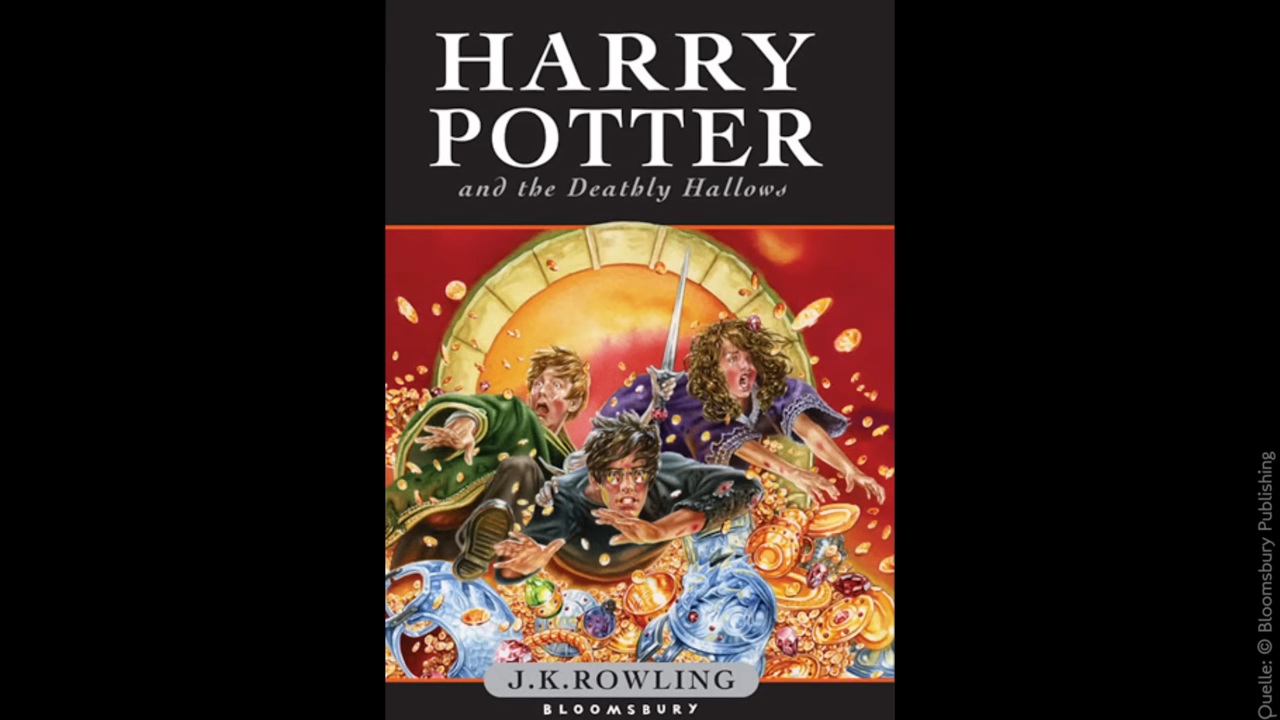 HARRY
POTTER
and the Deathly Hallows
J.K.ROWLING
BLOOMSBURY
Quelle: © Bloomsbury Publishing